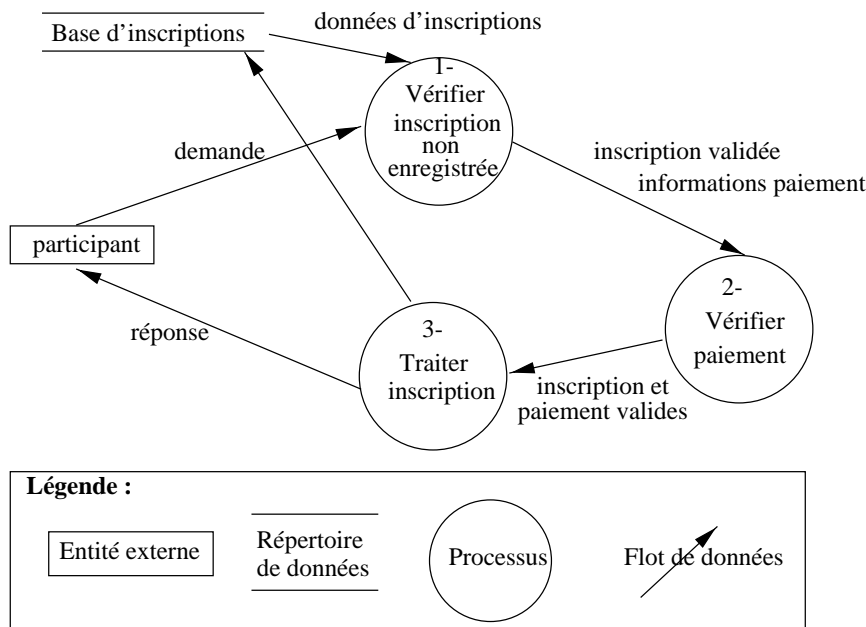 Base d'inscriptions
données d'inscriptions
1-
Vérifier
inscription
non
enregistrée
demande
inscription validée
informations paiement
participant
2-
Vérifier
paiement
réponse
3-
Traiter
inscription
inscription et
paiement valides
Légende :
Entité externe
Répertoire
de données
Processus
Flot de données